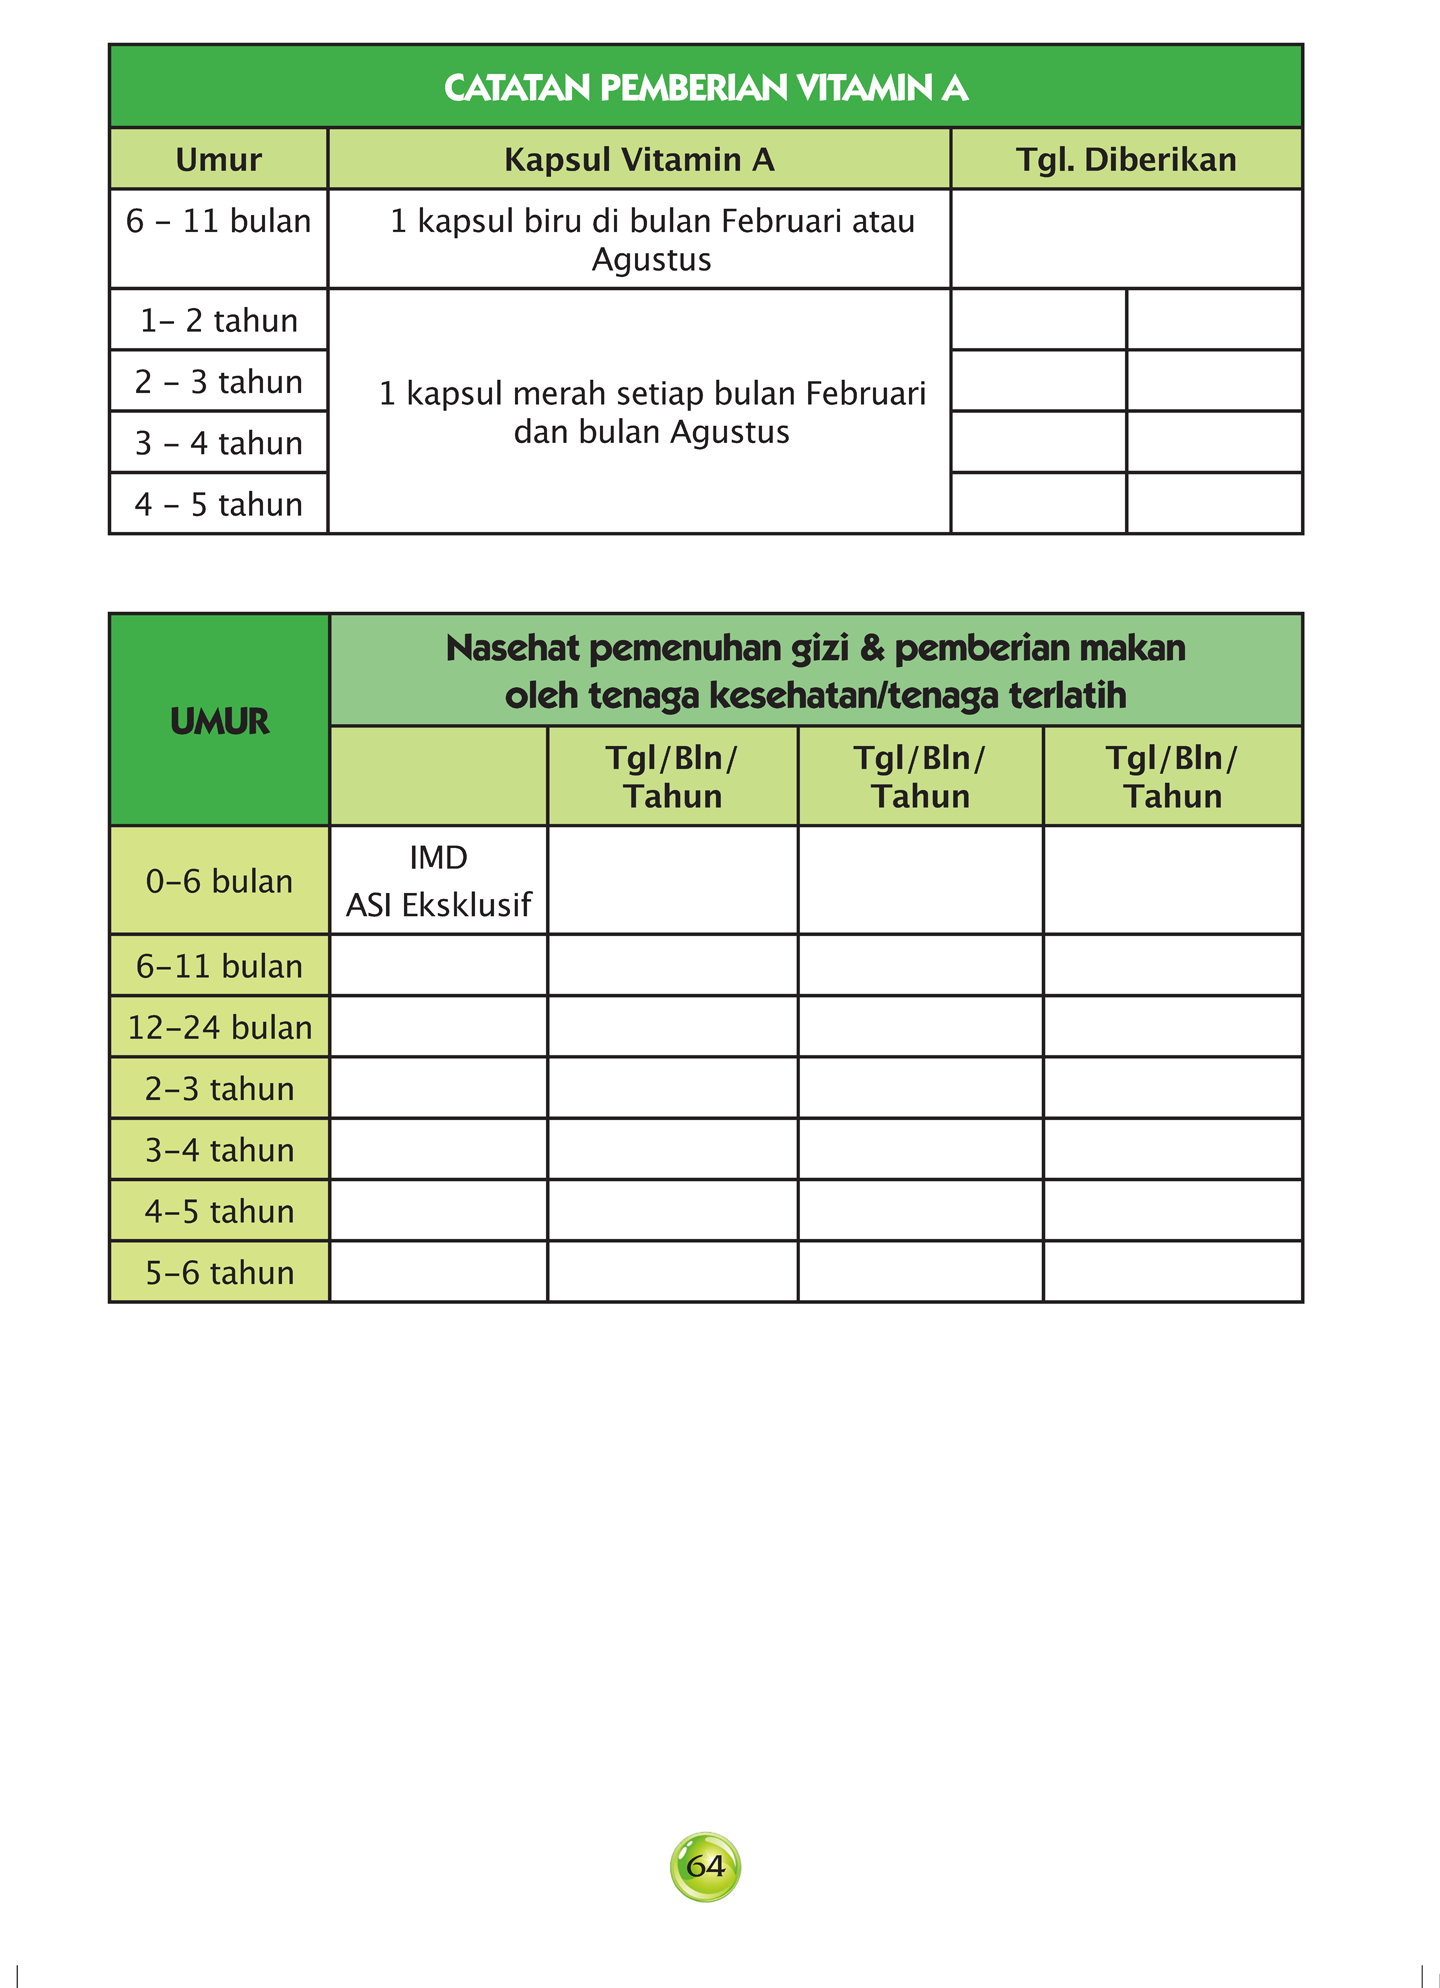 CATATAN PEMBERIAN VITAMIN A
Umur Kapsul Vitamin A Tgl. Diberikan
6 – 11 bulan 1 kapsul biru di bulan Februari atau
Agustus
1– 2 tahun
2 – 3 tahun
1 kapsul merah setiap bulan Februari
dan bulan Agustus
3 – 4 tahun
4 – 5 tahun
UMUR
Nasehat pemenuhan gizi & pemberian makan
oleh tenaga kesehatan/tenaga terlatih
Tgl/Bln/ Tgl/Bln/ Tgl/Bln/
Tahun Tahun Tahun
0–6 bulan
IMD
ASI Eksklusif
6–11 bulan
12–24 bulan
2–3 tahun
3–4 tahun
4–5 tahun
5–6 tahun
64